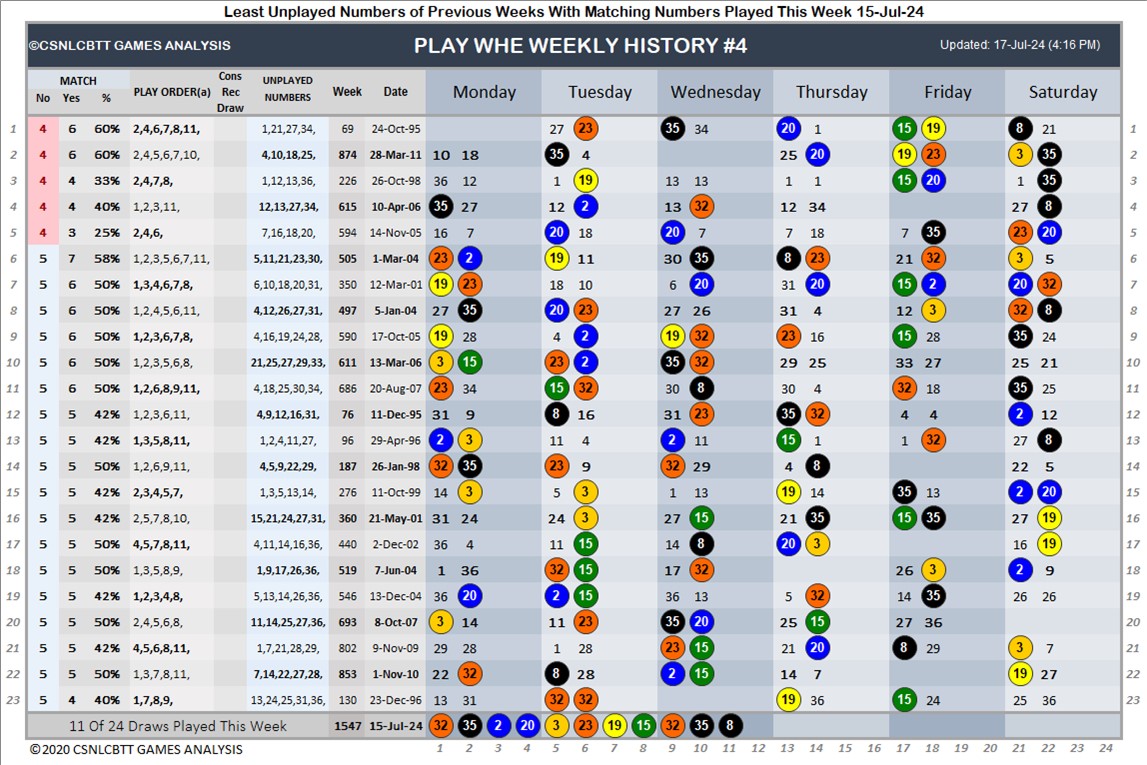 Least Unplayed Numbers of Previous Weeks With Matching Numbers Played This Week 15-Jul-24
©CSNLCBTT GAMES ANALYSIS PLAY WHE WEEKLY HISTORY #4 Updated: 17-Jul-24 (4:16 PM)
MATCH
No Yes % PLAY ORDER(a) Cons Rec Draw UNPLAYED NUMBERS Week Date Monday Tuesday Wednesday Thursday Friday Saturday
1 4 6 60% 2,4,6,7,8,11, 1,21,27,34, 69 24-Oct-95 27 23 35 34 20 1 15 19 8 21 1
2 4 6 60% 2,4,5,6,7,10, 4,10,18,25, 874 28-Mar-11 10 18 35 4 25 20 19 23 3 35 2
3 4 4 33% 2,4,7,8, 1,12,13,36, 226 26-Oct-98 36 12 1 19 13 13 1 1 15 20 1 35 3
4 4 4 40% 1,2,3,11, 12,13,27,34, 615 10-Apr-06 35 27 12 2 13 32 12 34 27 8 4
5 4 3 25% 2,4,6, 7,16,18,20, 594 14-Nov-05 16 7 20 18 20 7 7 18 7 35 23 20 5
6 5 7 58% 1,2,3,5,6,7,11, 5,11,21,23,30, 505 1-Mar-04 23 2 19 11 30 35 8 23 21 32 3 5 6
7 5 6 50% 1,3,4,6,7,8, 6,10,18,20,31, 350 12-Mar-01 19 23 18 10 6 20 31 20 15 2 20 32 7
8 5 6 50% 1,2,4,5,6,11, 4,12,26,27,31, 497 5-Jan-04 27 35 20 23 27 26 31 4 12 3 32 8 8
9 5 6 50% 1,2,3,6,7,8, 4,16,19,24,28, 590 17-Oct-05 19 28 4 2 19 32 23 16 15 28 35 24 9
10 5 6 50% 1,2,3,5,6,8, 21,25,27,29,33, 611 13-Mar-06 3 15 23 2 35 32 29 25 33 27 25 21 10
11 5 6 50% 1,2,6,8,9,11, 4,18,25,30,34, 686 20-Aug-07 23 34 15 32 30 8 30 4 32 18 35 25 11
12 5 5 42% 1,2,3,6,11, 4,9,12,16,31, 76 11-Dec-95 31 9 8 16 31 23 35 32 4 4 2 12 12
13 5 5 42% 1,3,5,8,11, 1,2,4,11,27, 96 29-Apr-96 2 3 11 4 2 11 15 1 1 32 27 8 13
14 5 5 50% 1,2,6,9,11, 4,5,9,22,29, 187 26-Jan-98 32 35 23 9 32 29 4 8 22 5 14
15 5 5 42% 2,3,4,5,7, 1,3,5,13,14, 276 11-Oct-99 14 3 5 3 1 13 19 14 35 13 2 20 15
16 5 5 42% 2,5,7,8,10, 15,21,24,27,31, 360 21-May-01 31 24 24 3 27 15 21 35 15 35 27 19 16
17 5 5 50% 4,5,7,8,11, 4,11,14,16,36, 440 2-Dec-02 36 4 11 15 14 8 20 3 16 19 17
18 5 5 50% 1,3,5,8,9, 1,9,17,26,36, 519 7-Jun-04 1 36 32 15 17 32 26 3 2 9 18
19 5 5 42% 1,2,3,4,8, 5,13,14,26,36, 546 13-Dec-04 36 20 2 15 36 13 5 32 14 35 26 26 19
20 5 5 50% 2,4,5,6,8, 11,14,25,27,36, 693 8-Oct-07 3 14 11 23 35 20 25 15 27 36 20
21 5 5 42% 4,5,6,8,11, 1,7,21,28,29, 802 9-Nov-09 29 28 1 28 23 15 21 20 8 29 3 7 21
22 5 5 50% 1,3,7,8,11, 7,14,22,27,28, 853 1-Nov-10 22 32 8 28 2 15 14 7 19 27 22
23 5 4 40% 1,7,8,9, 13,24,25,31,36, 130 23-Dec-96 13 31 32 32 19 36 15 24 25 36 23
11 Of 24 Draws Played This Week 1547 15-Jul-24 32 35 2 20 3 23 19 15 32 35 8
© 2020 CSNLCBTT GAMES ANALYSIS 1 2 3 4 5 6 7 8 9 10 11 12 13 14 15 16 17 18 19 20 21 22 23 24